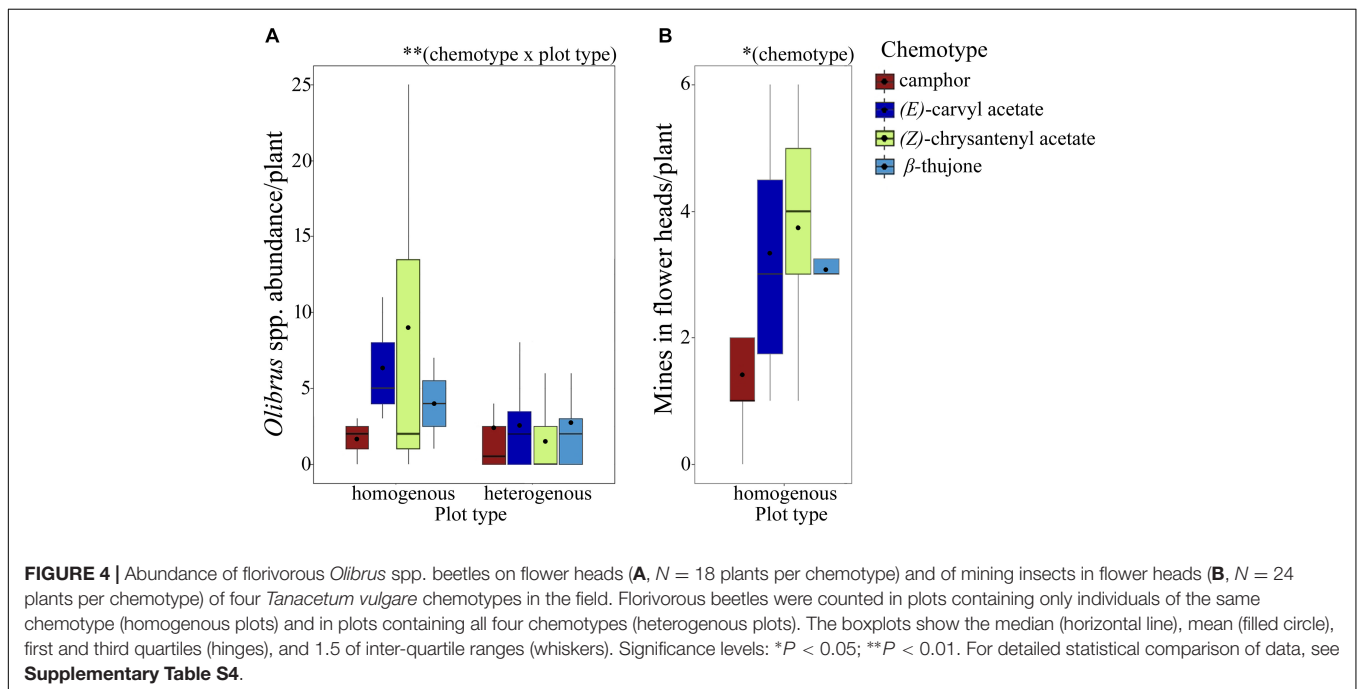 A
B
**(chemotype x plot type)
*(chemotype)
Chemotype
camphor
(E)-carvyl acetate
(Z)-chrysantenyl acetate
β-thujone
Olibrus spp. abundance/plant
25
20
15
10
5
0
homogenous heterogenous
Plot type
Mines in flower heads/plant
6
4
2
0
homogenous
Plot type
FIGURE 4 | Abundance of florivorous Olibrus spp. beetles on flower heads (A, N = 18 plants per chemotype) and of mining insects in flower heads (B, N = 24
plants per chemotype) of four Tanacetum vulgare chemotypes in the field. Florivorous beetles were counted in plots containing only individuals of the same
chemotype (homogenous plots) and in plots containing all four chemotypes (heterogenous plots). The boxplots show the median (horizontal line), mean (filled circle),
first and third quartiles (hinges), and 1.5 of inter-quartile ranges (whiskers). Significance levels: *P < 0.05; **P < 0.01. For detailed statistical comparison of data, see
Supplementary Table S4.